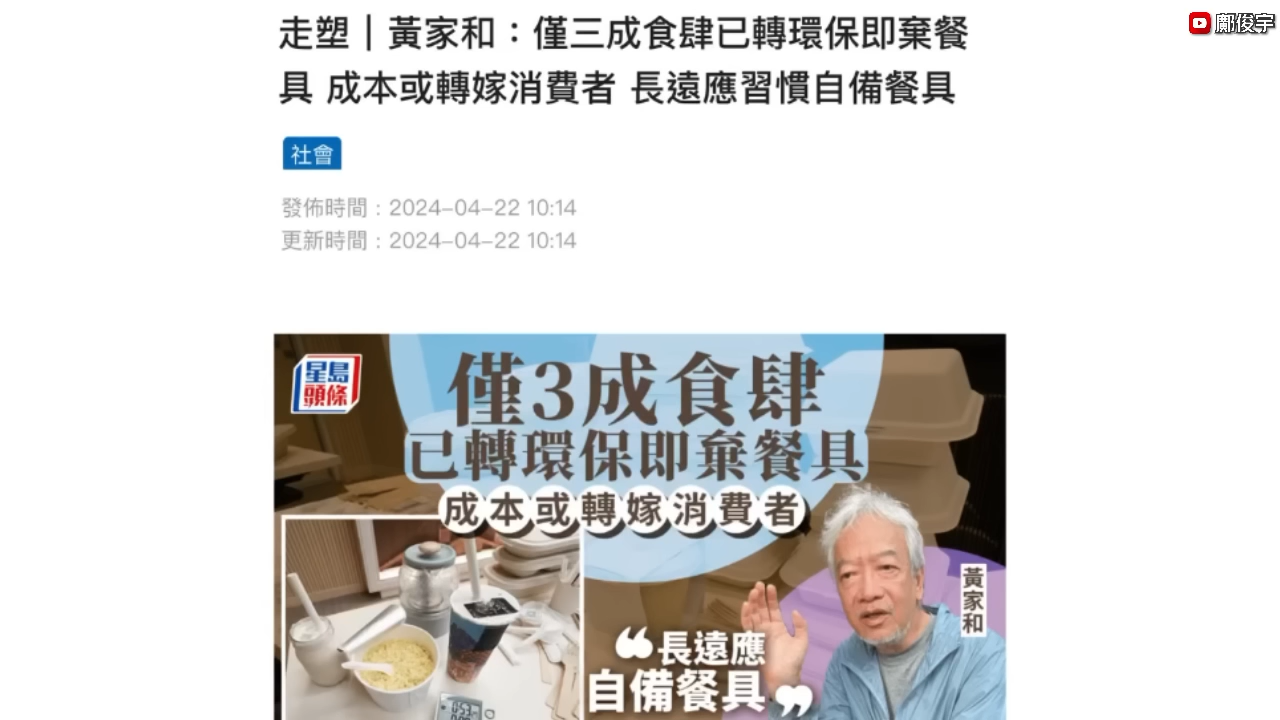 鄺俊宇
走塑｜黃家和：僅三成食肆已轉環保即棄餐
具 成本或轉嫁消費者 長遠應習慣自備餐具
社會
發佈時間：2024-04-22 10:14
更新時間：2024-04-22 10:14
星島
頭條
僅3成食肆
已轉環保即棄餐具
成本或轉嫁消費者
黃家和
“長遠應
自備餐具”